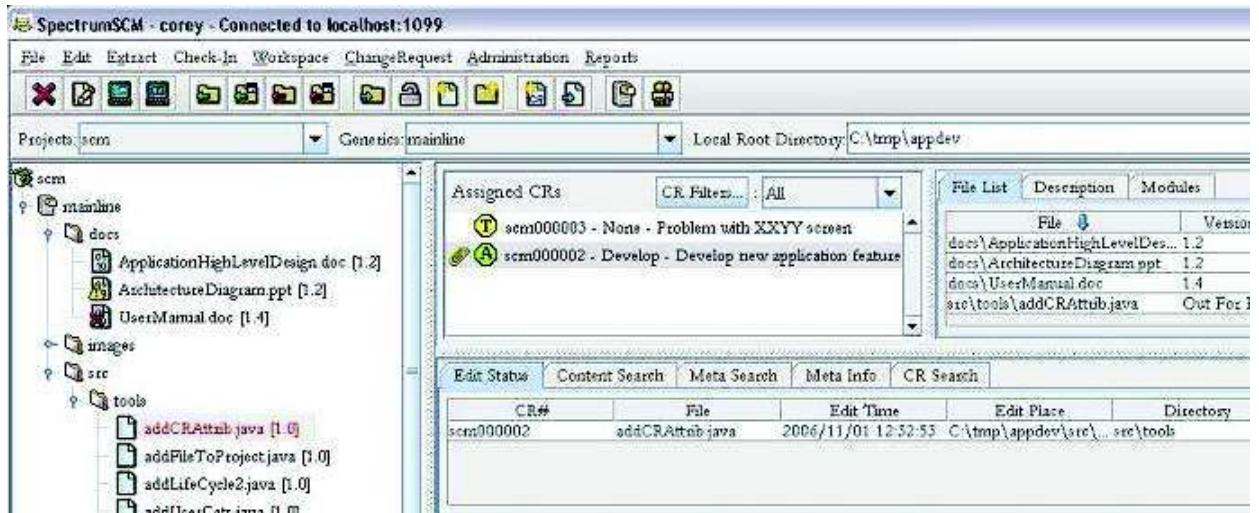 SpectrumSCM - corey - Connected to localhost:1099
File Edit Extract Check-In Workspace ChangeRequest Administration Reports
Projects: scm Generics: mainline Local Root Directory: C:\tmp\appdev
scm
mainline
docs
ApplicationHighLevelDesign.doc [1.2]
ArchitectureDiagram.ppt [1.2]
UserManual.doc [1.4]
images
src
tools
addCRAttrib.java [1.0]
addFileToProject.java [1.0]
addLifeCycle2.java [1.0]
Assigned CRs CR Filters... : All
T scm000003 - None - Problem with XXYY screen
A scm000002 - Develop - Develop new application feature
File List Description Modules
File Version
docs\ApplicationHighLevelDes... 1.2
docs\ArchitectureDiagram.ppt 1.2
docs\UserManual.doc 1.4
src\tools\addCRAttrib.java Out For
Edit Status Content Search Meta Search Meta Info CR Search
CR# File Edit Time Edit Place Directory
scm000002 addCRAttrib.java 2006/11/01 12:32:53 C:\tmp\appdev\src\... src\tools